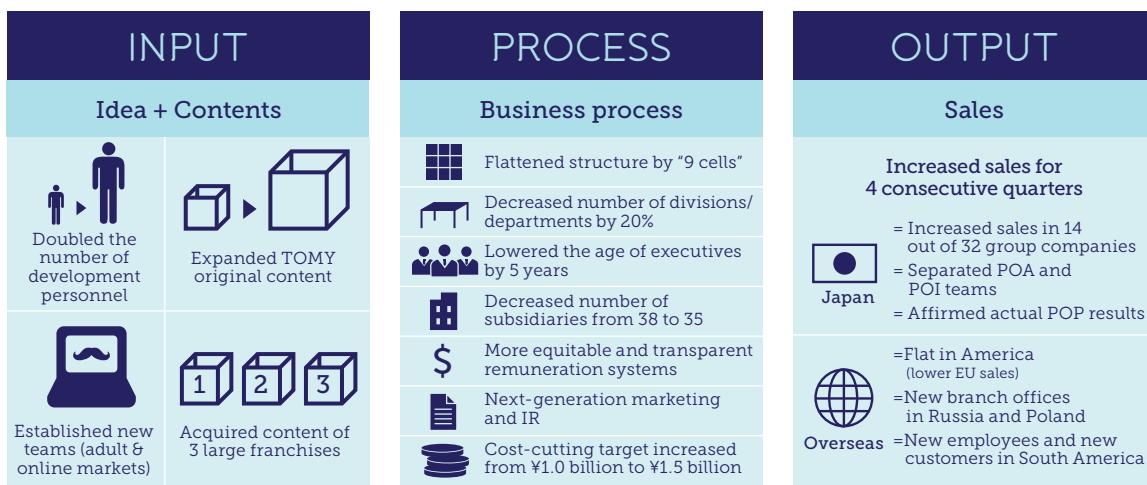 INPUT
Idea + Contents
Doubled the
number of
development
personnel
Expanded TOMY
original content
Established new
teams (adult &
online markets)
1 2 3
Acquired content of
3 large franchises
PROCESS
Business process
Flattened structure by “9 cells”
Decreased number of divisions/
departments by 20%
Lowered the age of executives
by 5 years
Decreased number of
subsidiaries from 38 to 35
$
More equitable and transparent
remuneration systems
Next-generation marketing
and IR
Cost-cutting target increased
from ¥1.0 billion to ¥1.5 billion
OUTPUT
Sales
Increased sales for
4 consecutive quarters
Japan
= Increased sales in 14
out of 32 group companies
= Separated POA and
POI teams
= Affirmed actual POP results
Overseas
=Flat in America
(lower EU sales)
=New branch offices
in Russia and Poland
=New employees and new
customers in South America